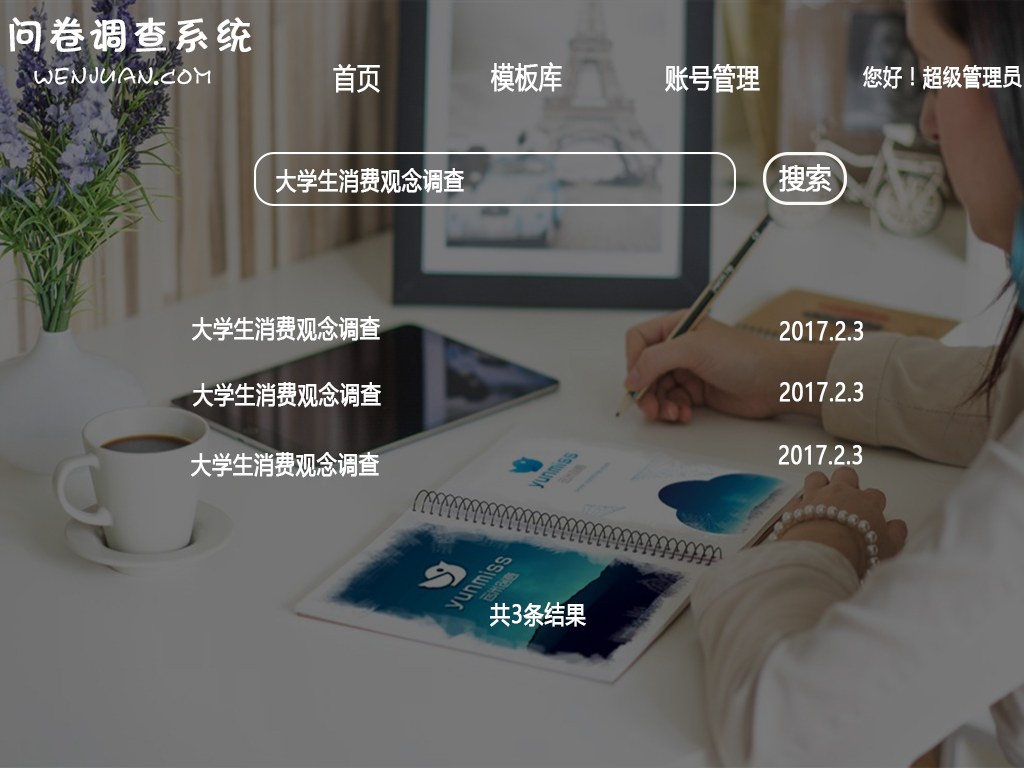 问卷调查系统
WENJUAN.COM
首页 模板库 账号管理 您好！超级管理员
大学生消费观念调查 搜索
大学生消费观念调查 2017.2.3
大学生消费观念调查 2017.2.3
大学生消费观念调查 2017.2.3
yunmiss
yunmiss
共3条结果